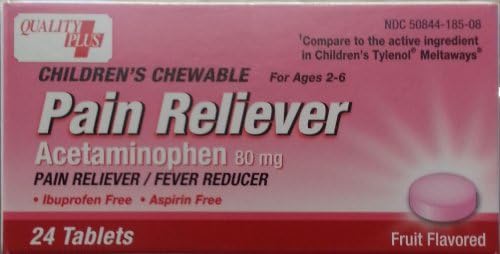 QUALITY
PLUS
NDC 50844-185-08
†Compare to the active ingredient
in Children's Tylenol® Meltaways®
CHILDREN'S CHEWABLE For Ages 2-6
Pain Reliever
Acetaminophen 80 mg
PAIN RELIEVER / FEVER REDUCER
• Ibuprofen Free • Aspirin Free
24 Tablets
Fruit Flavored